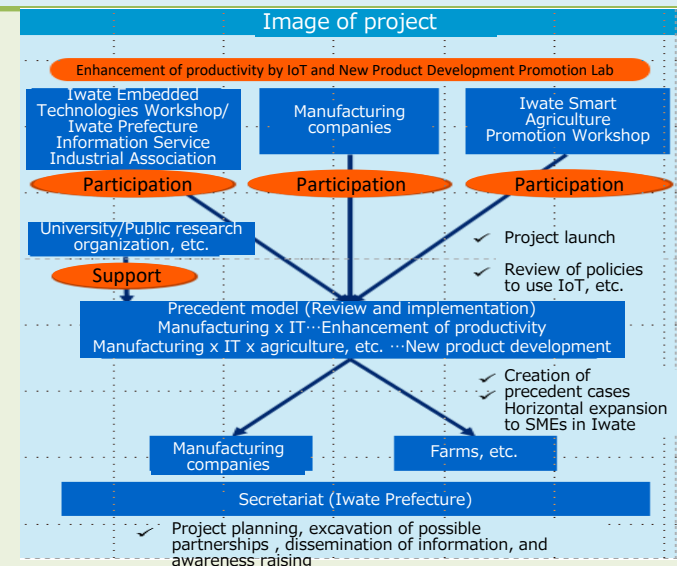 Image of project
Enhancement of productivity by IoT and New Product Development Promotion Lab
Iwate Embedded
Technologies Workshop/
Iwate Prefecture
Information Service
Industrial Association
Manufacturing
companies
Iwate Smart
Agriculture
Promotion Workshop
Participation
Participation
Participation
University/Public research
organization, etc.
Support
✓ Project launch
✓ Review of policies
to use IoT, etc.
Precedent model (Review and implementation)
Manufacturing x IT⋯Enhancement of productivity
Manufacturing x IT x agriculture, etc. ⋯New product development
✓ Creation of
✓ precedent cases
Horizontal expansion
to SMEs in Iwate
Manufacturing
companies
Farms, etc.
Secretariat (Iwate Prefecture)
✓ Project planning, excavation of possible
partnerships , dissemination of information, and
awareness raising